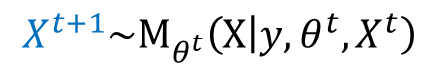 X^{t+1}~M_{θ^t}(X|y, θ^t, X^t)